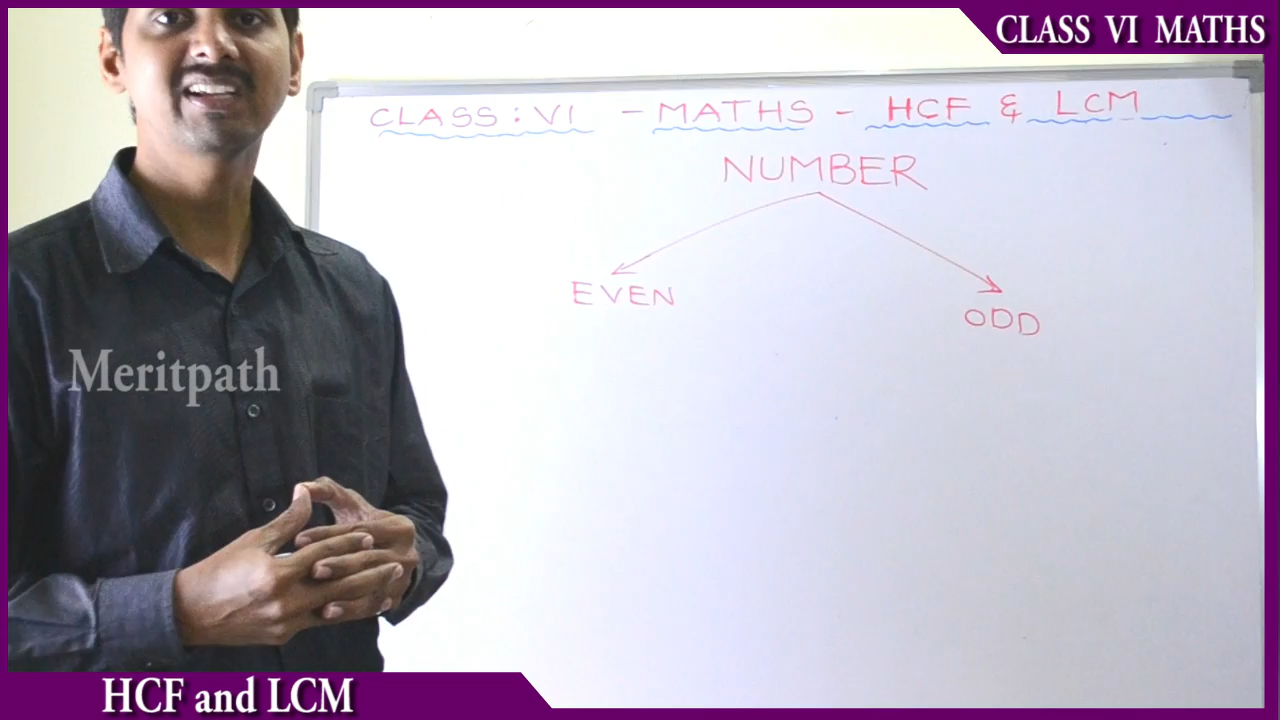 CLASS VI MATHS
CLASS : VI - MATHS - HCF & LCM
NUMBER
EVEN
ODD
Meritpath
HCF and LCM